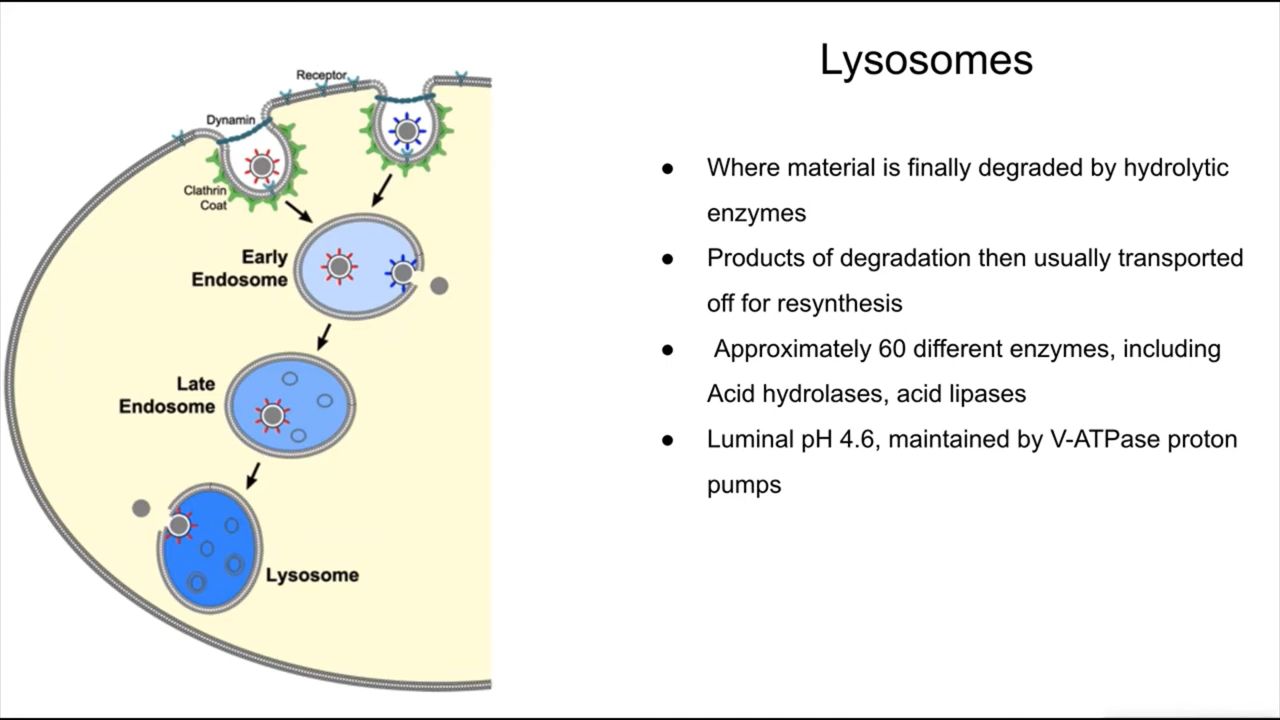 Lysosomes
Receptor
Dynamin
Clathrin
Coat
Early
Endosome
Late
Endosome
Lysosome
● Where material is finally degraded by hydrolytic
enzymes
● Products of degradation then usually transported
off for resynthesis
● Approximately 60 different enzymes, including
Acid hydrolases, acid lipases
● Luminal pH 4.6, maintained by V-ATPase proton
pumps